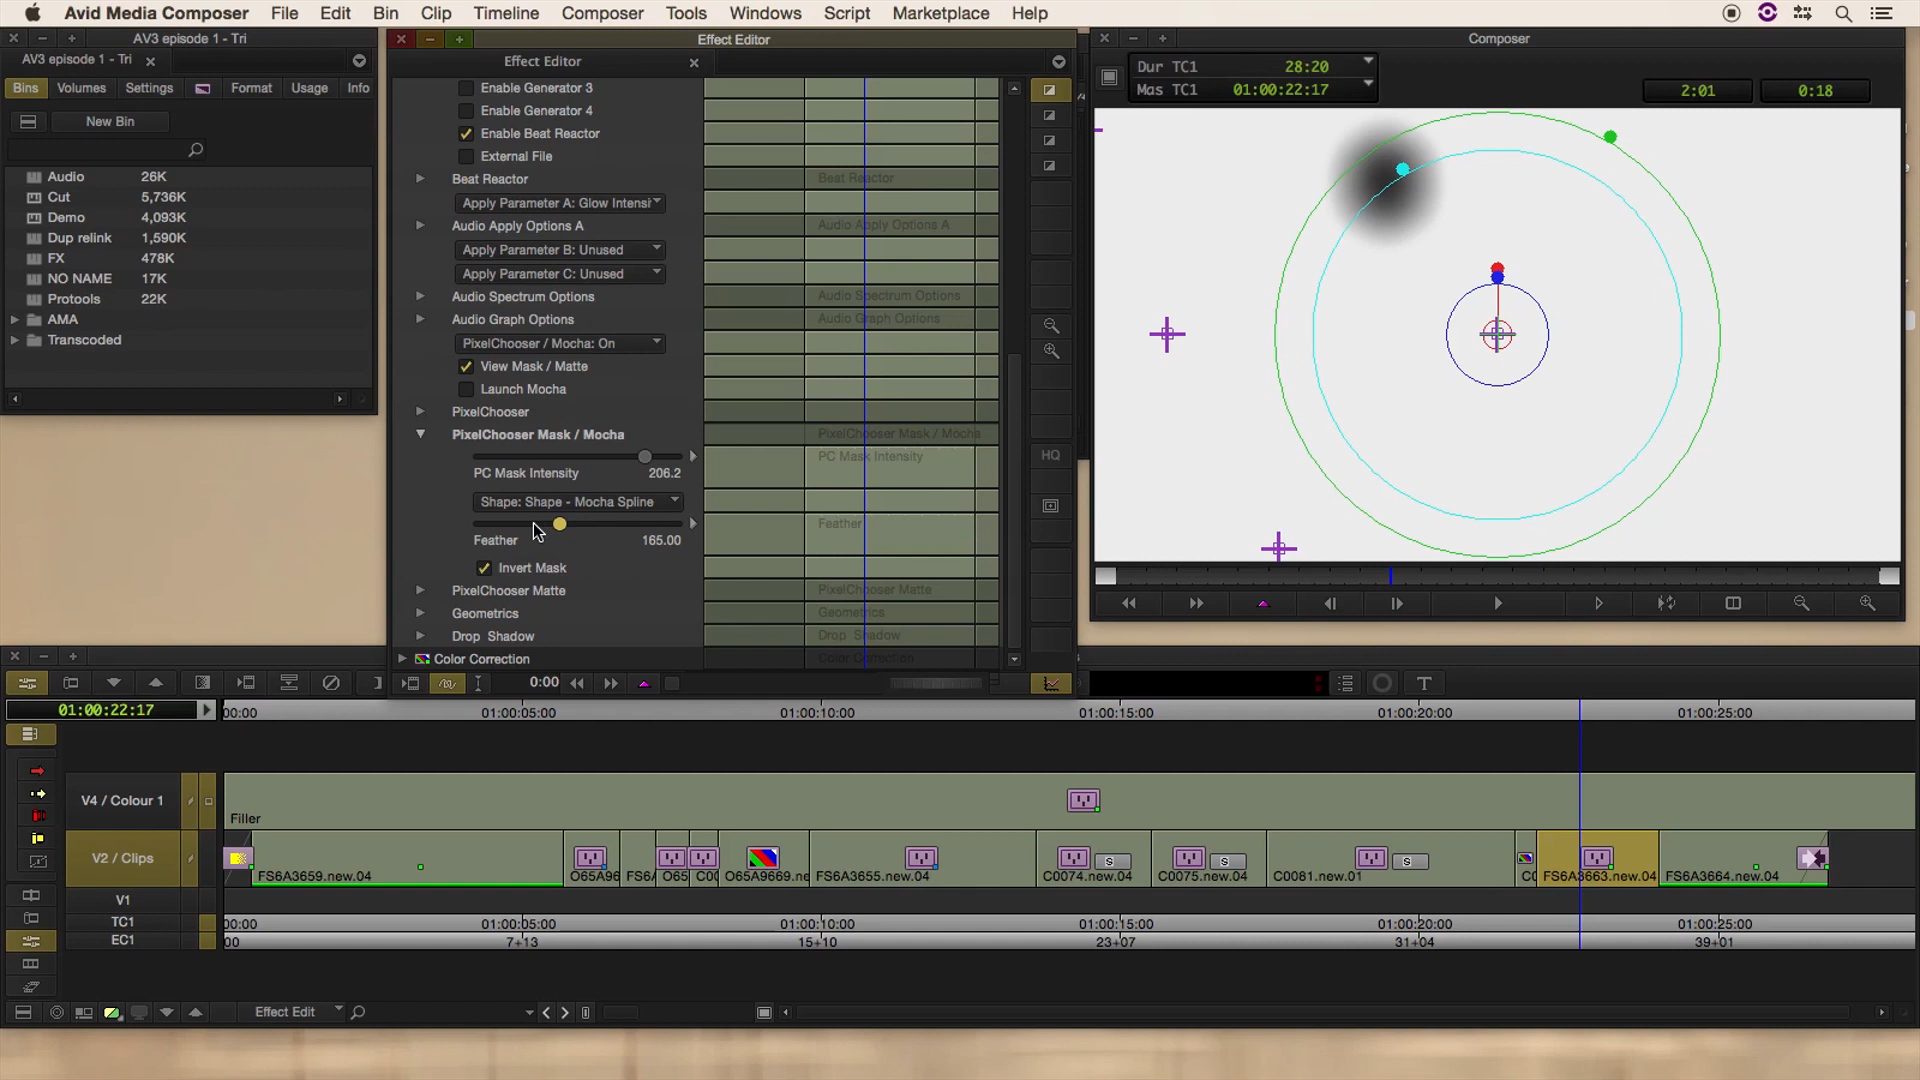 Avid Media Composer File Edit Bin Clip Timeline Composer Tools Windows Script Marketplace Help
AV3 episode 1 - Tri
AV3 episode 1 - Tri
Bins Volumes Settings Format Usage Info
New Bin
Audio 26K
Cut 5,736K
Demo 4,093K
Dup relink 1,590K
FX 478K
NO NAME 17K
Protools 22K
AMA
Transcoded
Effect Editor
Effect Editor
Enable Generator 3
Enable Generator 4
Enable Beat Reactor
External File
Beat Reactor Beat Reactor
Apply Parameter A: Glow Intensi
Audio Apply Options A Audio Apply Options A
Apply Parameter B: Unused
Apply Parameter C: Unused
Audio Spectrum Options Audio Spectrum Options
Audio Graph Options Audio Graph Options
PixelChooser / Mocha: On
View Mask / Matte
Launch Mocha
PixelChooser
PixelChooser Mask / Mocha PixelChooser Mask / Mocha
PC Mask Intensity
PC Mask Intensity 206.2
Shape: Shape - Mocha Spline
Feather
Feather 165.00
Invert Mask
PixelChooser Matte PixelChooser Matte
Geometrics Geometrics
Drop Shadow Drop Shadow
Color Correction Color Correction
0:00
HQ
Composer
Dur TC1 28:20
Mas TC1 01:00:22:17
2:01 0:18
T
01:00:22:17
00:00 01:00:05:00 01:00:10:00 01:00:15:00 01:00:20:00 01:00:25:00
V4 / Colour 1
Filler
V2 / Clips
S S S
FS6A3659.new.04 O65A96 FS6A O65 C00 O65A9669.ne FS6A3655.new.04 C0074.new.04 C0075.new.04 C0081.new.01 C0 FS6A3663.new.04 FS6A3664.new.04
V1
TC1 00:00 01:00:05:00 01:00:10:00 01:00:15:00 01:00:20:00 01:00:25:00
EC1 00 7+13 15+10 23+07 31+04 39+01
Effect Edit